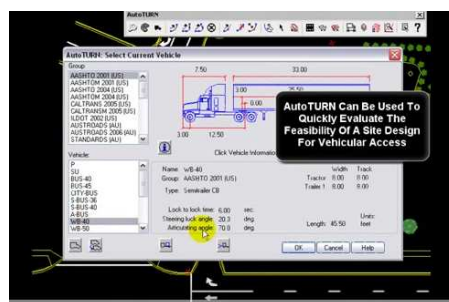 AutoTURN
?
AutoTURN: Select Current Vehicle
Group
AASHTO 2001 (US)
AASHTOM 2001 (US)
AASHTO 2004 (US)
AASHTOM 2004 (US)
CALTRANS 2005 (US)
CALTRANSM 2005 (US)
ILDOT 2002 (US)
AUSTROADS (AU)
AUSTROADS 2006 (AU)
STANDARDS (AU)
7.50
33.00
3.00
3.00
12.50
AutoTURN Can Be Used To
Quickly Evaluate The
Feasibility Of A Site Design
For Vehicular Access
Click Vehicle Informatio
Vehicle:
P
SU
BUS-40
BUS-45
CITY-BUS
S-BUS-36
S-BUS-40
A-BUS
WB-40
WB-50
Name: WB-40
Group: AASHTO 2001 (US)
Type: Semitrailer CB
Width Track
Tractor 8.00 8.00
Trailer 1 8.00 8.00
Lock to lock time: 6.00 sec
Steering lock angle: 20.3 deg
Articulating angle: 70.0 deg
Length: 45.50
Units:
feet
OK
Cancel
Help